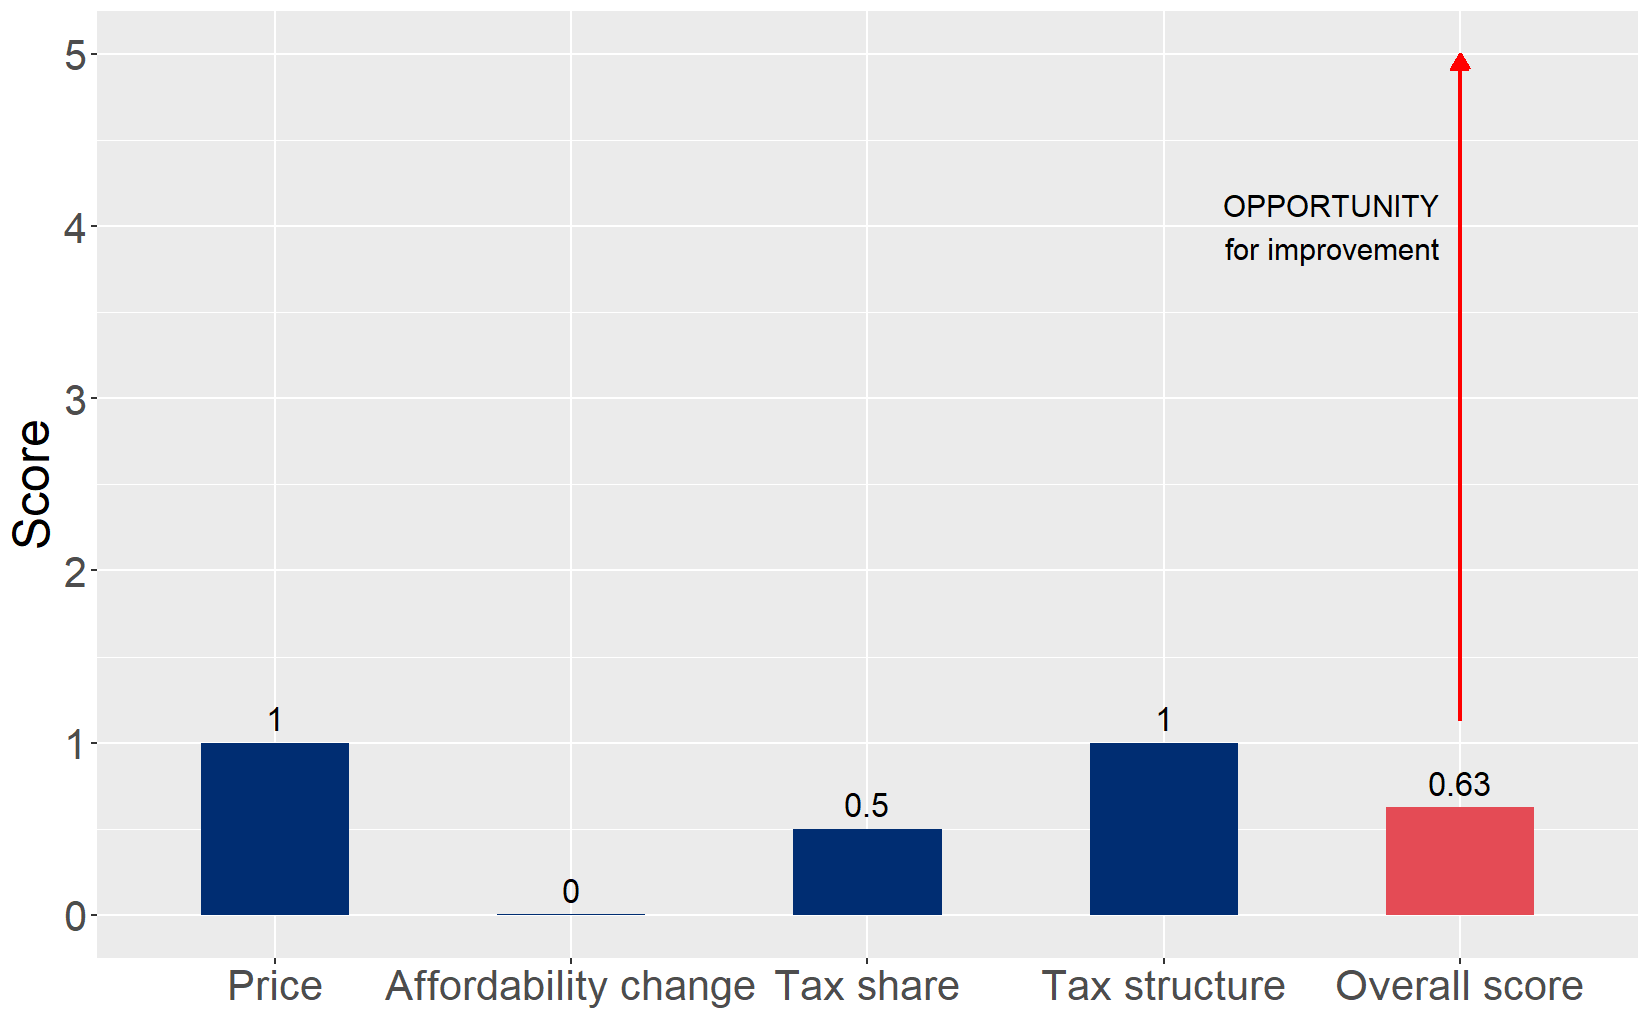 Score
5
4
3
2
1
0
OPPORTUNITY
for improvement
1
0
0.5
1
0.63
Price
Affordability change
Tax share
Tax structure
Overall score